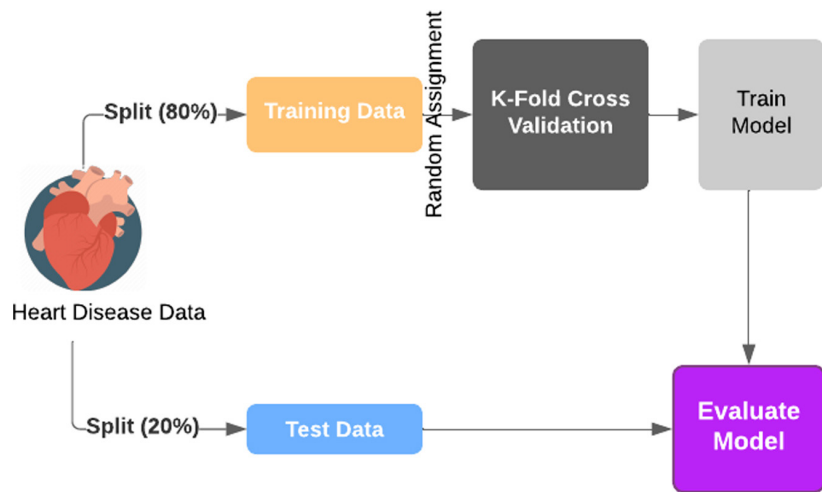 Split (80%)
Training Data
Random Assignment
K-Fold Cross
Validation
Train
Model
Heart Disease Data
Split (20%)
Test Data
Evaluate
Model